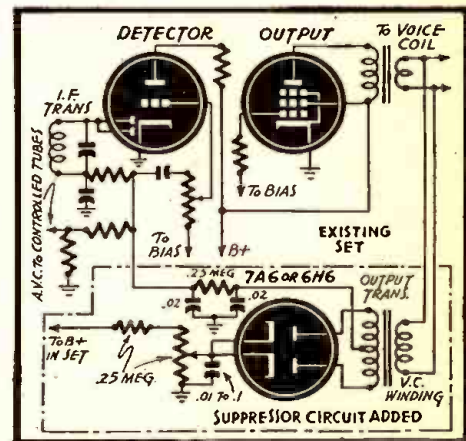 DETECTOR
OUTPUT
TO VOICE-
COIL
I.F.
TRANS
A.V.C. TO CONTROLLED TUBES
TO
BIAS
B+
TO BIAS
EXISTING
SET
.25 MEG.
7A6 OR 6H6
OUTPUT
TRANS.
.02
.02
TO B+
IN SET
.25 MEG.
.01 TO .1
V.C.
WINDING
SUPPRESSOR CIRCUIT ADDED